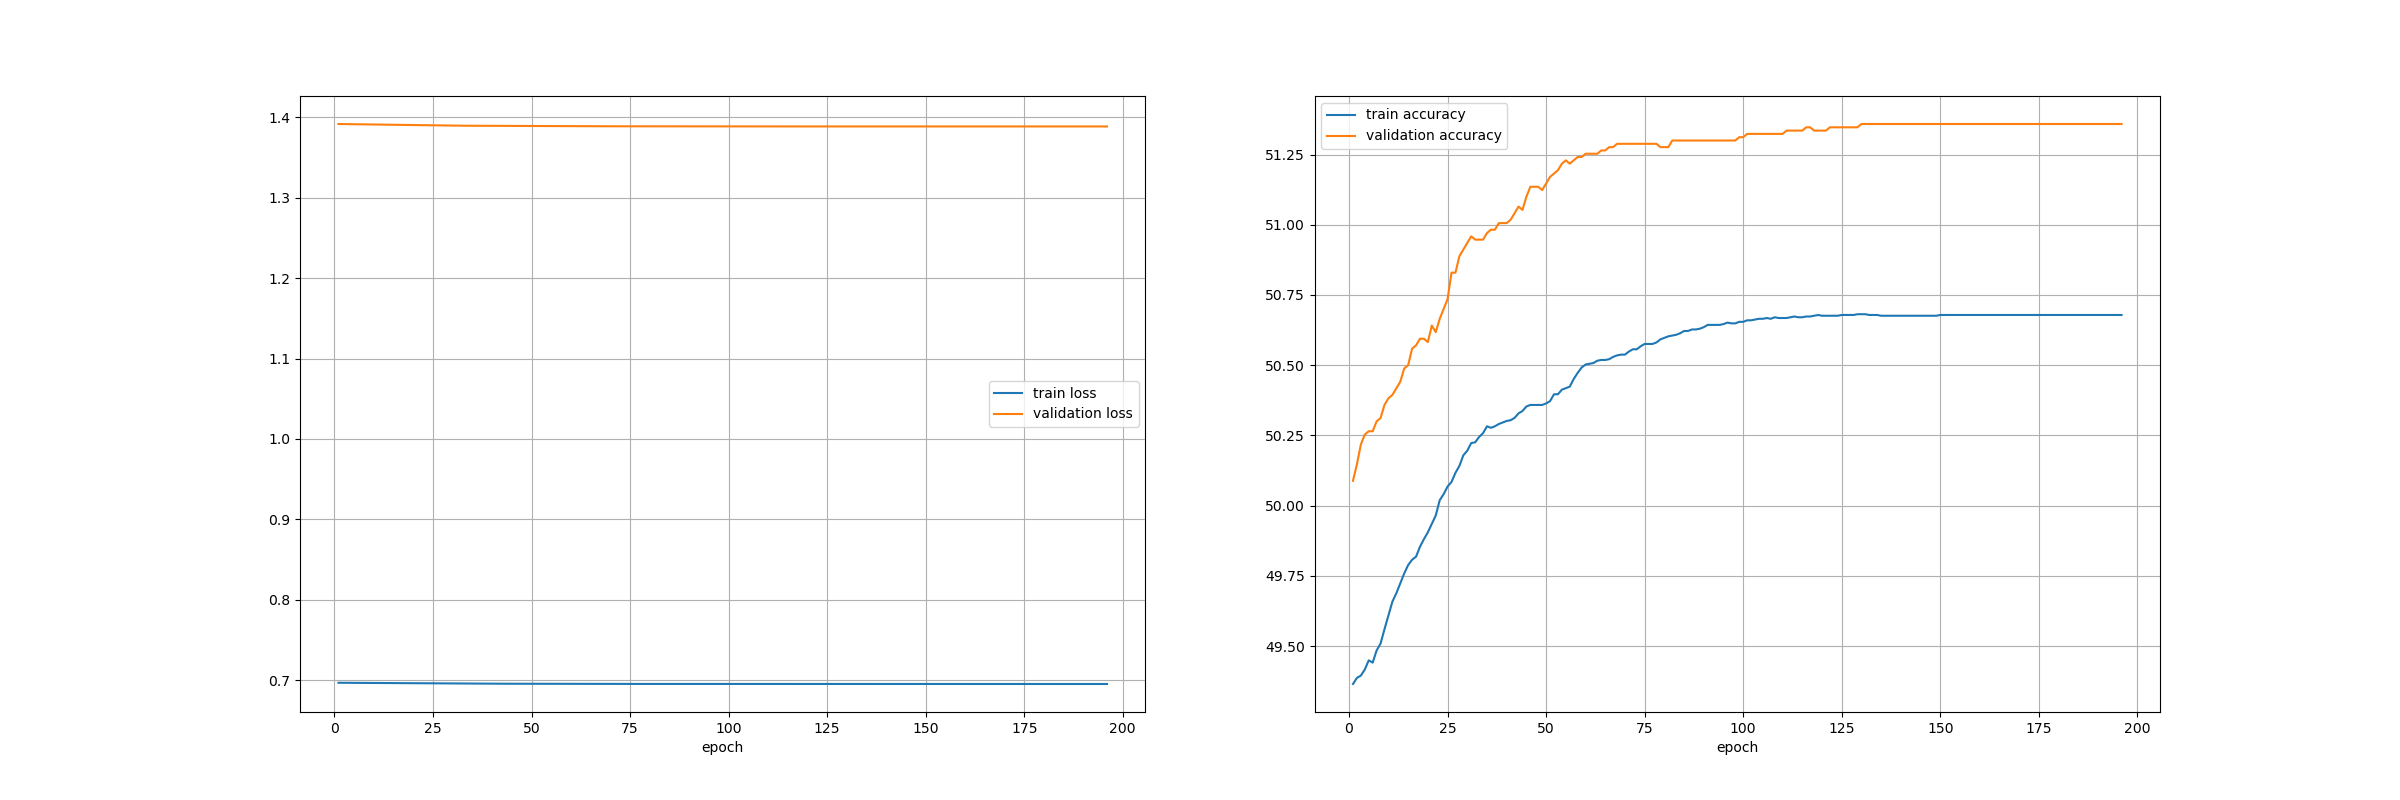 1.4
1.3
1.2
1.1
1.0
0.9
0.8
0.7
train loss
validation loss
0 25 50 75 100 125 150 175 200
epoch
train accuracy
validation accuracy
51.25
51.00
50.75
50.50
50.25
50.00
49.75
49.50
0 25 50 75 100 125 150 175 200
epoch